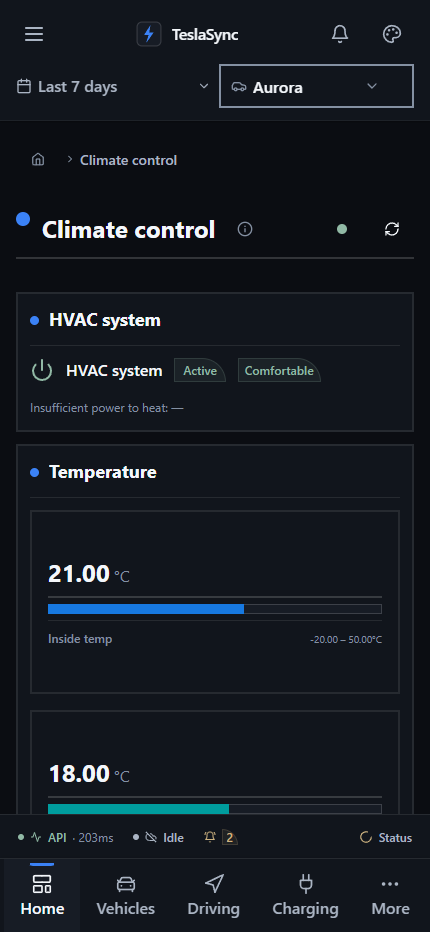 TeslaSync
Last 7 days
Aurora
Climate control
Climate control
HVAC system
HVAC system Active Comfortable
Insufficient power to heat: —
Temperature
21.00 °C
Inside temp -20.00 – 50.00°C
18.00 °C
API · 203ms Idle 2 Status
Home Vehicles Driving Charging More